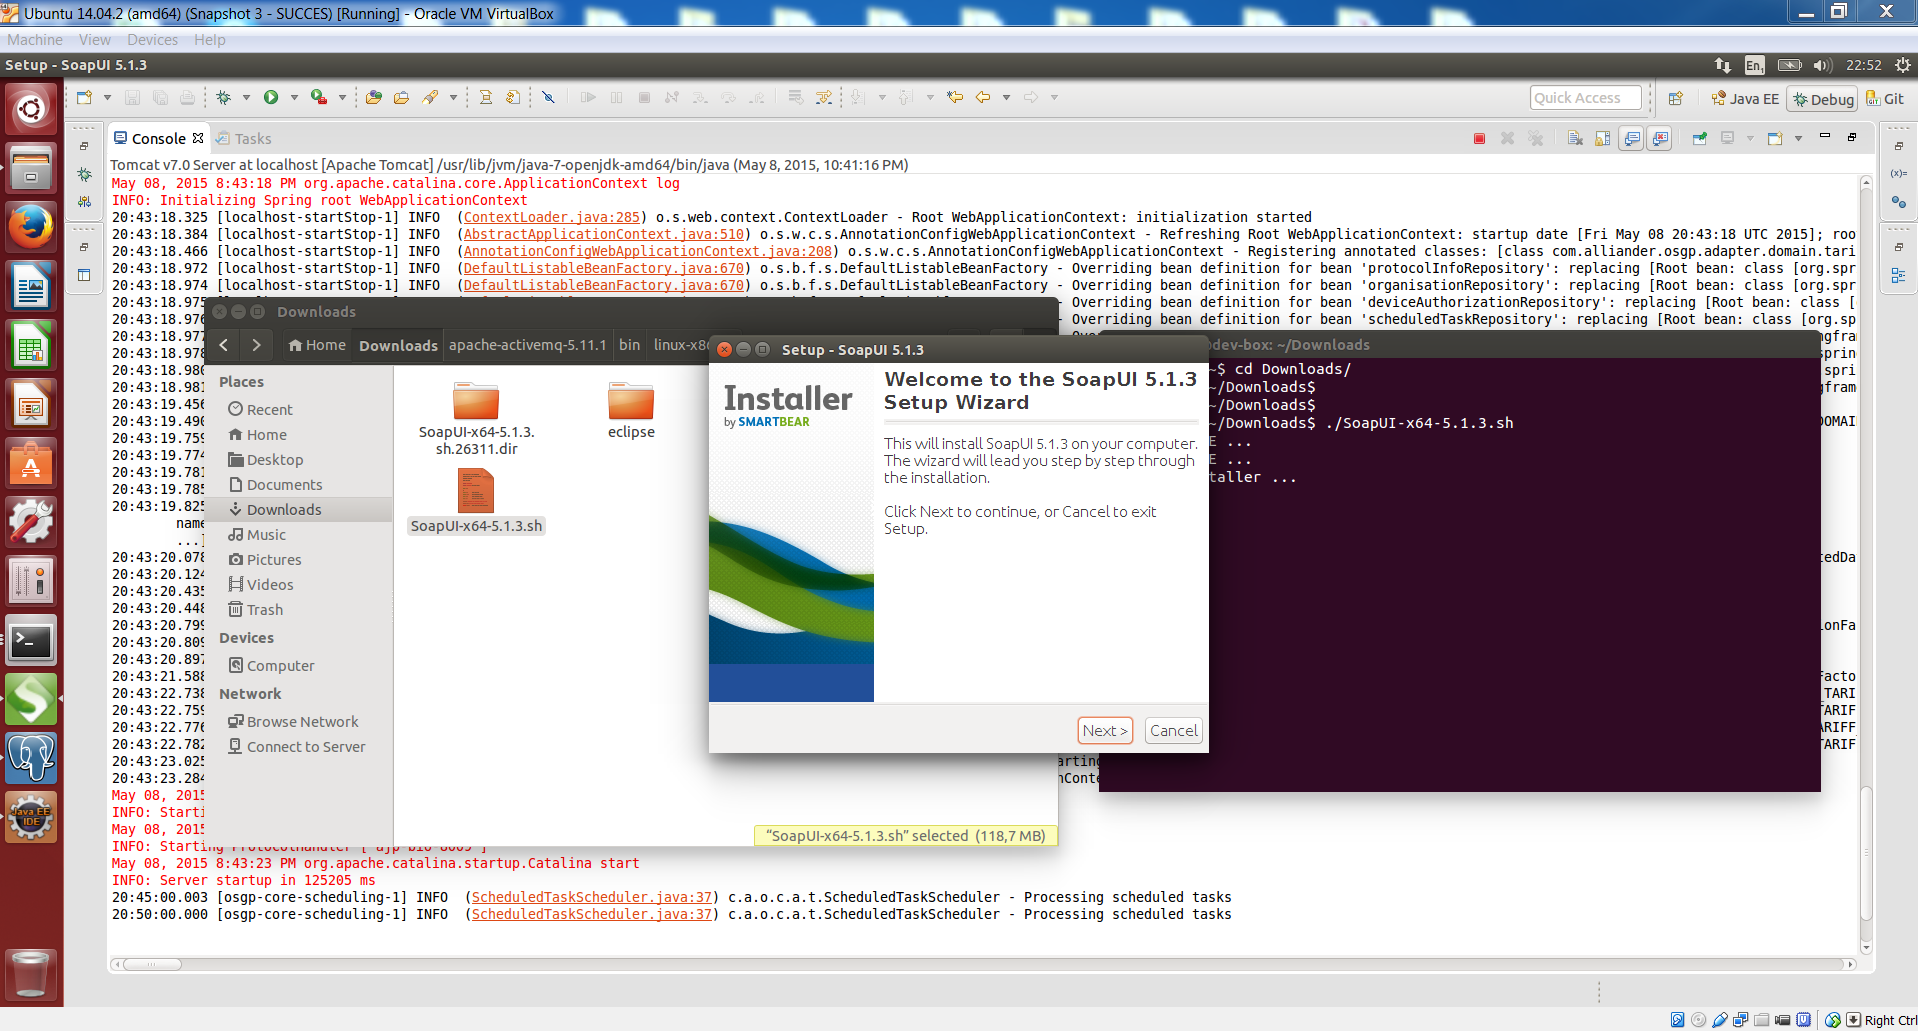 Ubuntu 14.04.2 (amd64) (Snapshot 3 - SUCCES) [Running] - Oracle VM VirtualBox
Machine View Devices Help
Setup - SoapUI 5.1.3
En1 22:52
Quick Access Java EE Debug Git
Console Tasks
Tomcat v7.0 Server at localhost [Apache Tomcat] /usr/lib/jvm/java-7-openjdk-amd64/bin/java (May 8, 2015, 10:41:16 PM)
May 08, 2015 8:43:18 PM org.apache.catalina.core.ApplicationContext log
INFO: Initializing Spring root WebApplicationContext
20:43:18.325 [localhost-startStop-1] INFO (ContextLoader.java:285) o.s.web.context.ContextLoader - Root WebApplicationContext: initialization started
20:43:18.384 [localhost-startStop-1] INFO (AbstractApplicationContext.java:510) o.s.w.c.s.AnnotationConfigWebApplicationContext - Refreshing Root WebApplicationContext: startup date [Fri May 08 20:43:18 UTC 2015]; roo
20:43:18.466 [localhost-startStop-1] INFO (AnnotationConfigWebApplicationContext.java:208) o.s.w.c.s.AnnotationConfigWebApplicationContext - Registering annotated classes: [class com.alliander.osgp.adapter.domain.tari
20:43:18.972 [localhost-startStop-1] INFO (DefaultListableBeanFactory.java:670) o.s.b.f.s.DefaultListableBeanFactory - Overriding bean definition for bean 'protocolInfoRepository': replacing [Root bean: class [org.spr
20:43:18.974 [localhost-startStop-1] INFO (DefaultListableBeanFactory.java:670) o.s.b.f.s.DefaultListableBeanFactory - Overriding bean definition for bean 'organisationRepository': replacing [Root bean: class [org.spr
20:43:18.975 - Overriding bean definition for bean 'deviceAuthorizationRepository': replacing [Root bean: class [
20:43:18.976 - Overriding bean definition for bean 'scheduledTaskRepository': replacing [Root bean: class [org.sp
20:43:18.977 ngfram
20:43:18.978 spring
20:43:18.980 spri
20:43:18.981 gframe
20:43:19.456
20:43:19.490 DOMAI
20:43:19.759
20:43:19.774
20:43:19.781
20:43:19.785
20:43:19.825
name
...]
20:43:20.078 tedDa
20:43:20.124
20:43:20.435
20:43:20.448
20:43:20.799 ionFa
20:43:20.809
20:43:20.897
20:43:21.588 Facto
20:43:22.738 TARI
20:43:22.759 TARIF
20:43:22.776 ARIFF
20:43:22.782 TARIF
20:43:23.025 arting
20:43:23.284 nConte
May 08, 2015
INFO: Starti
May 08, 2015
INFO: Starting ProtocolHandler ["ajp-bio-8009"]
May 08, 2015 8:43:23 PM org.apache.catalina.startup.Catalina start
INFO: Server startup in 125205 ms
20:45:00.003 [osgp-core-scheduling-1] INFO (ScheduledTaskScheduler.java:37) c.a.o.c.a.t.ScheduledTaskScheduler - Processing scheduled tasks
20:50:00.000 [osgp-core-scheduling-1] INFO (ScheduledTaskScheduler.java:37) c.a.o.c.a.t.ScheduledTaskScheduler - Processing scheduled tasks
Downloads
Home Downloads apache-activemq-5.11.1 bin linux-x8
Places
Recent
Home
Desktop
Documents
Downloads
Music
Pictures
Videos
Trash
Devices
Computer
Network
Browse Network
Connect to Server
SoapUI-x64-5.1.3.
sh.26311.dir
eclipse
SoapUI-x64-5.1.3.sh
"SoapUI-x64-5.1.3.sh" selected (118,7 MB)
Setup - SoapUI 5.1.3
Installer
by SMARTBEAR
Welcome to the SoapUI 5.1.3
Setup Wizard
This will install SoapUI 5.1.3 on your computer.
The wizard will lead you step by step through
the installation.
Click Next to continue, or Cancel to exit
Setup.
Next > Cancel
dev-box: ~/Downloads
~$ cd Downloads/
~/Downloads$
~/Downloads$
~/Downloads$ ./SoapUI-x64-5.1.3.sh
E ...
E ...
taller ...
Java EE
IDE
(x)=
Right Ctrl